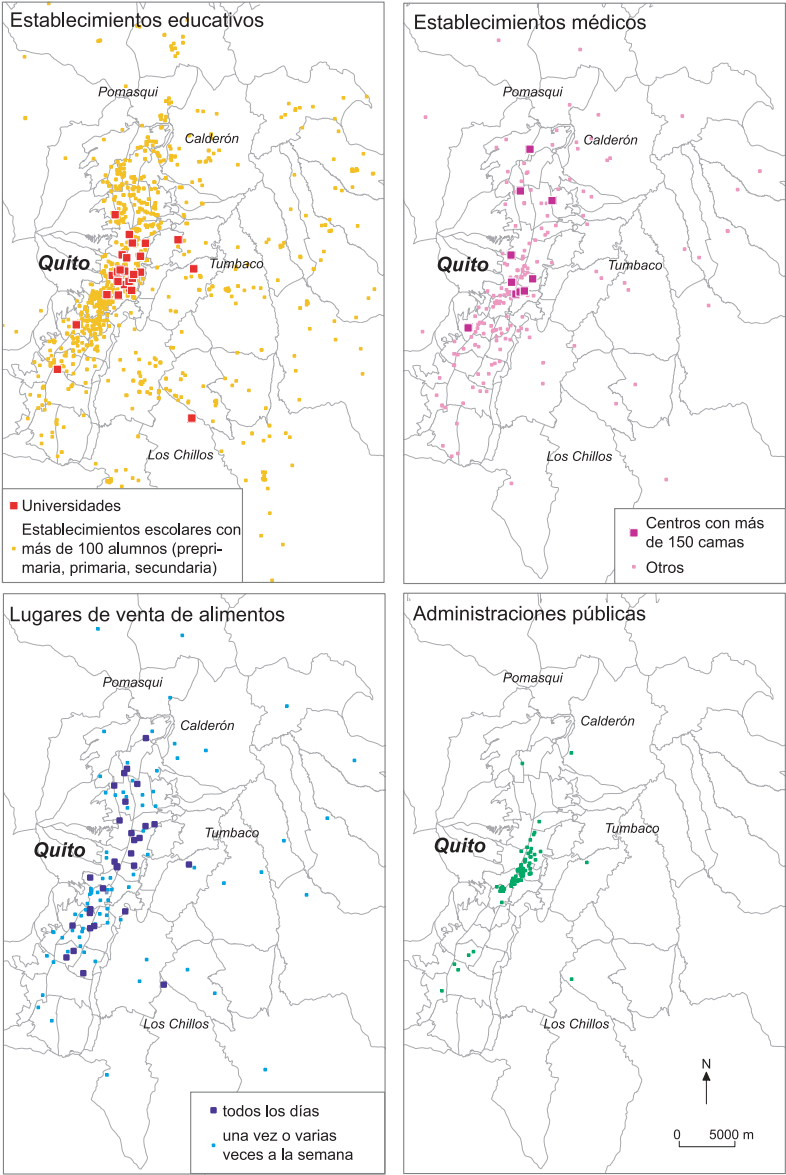 Establecimientos educativos
Pomasqui
Calderón
Quito
Tumbaco
Los Chillos
Universidades
Establecimientos escolares con
más de 100 alumnos (prepri-
maria, primaria, secundaria)
Establecimientos médicos
Pomasqui
Calderón
Quito
Tumbaco
Los Chillos
Centros con más
de 150 camas
Otros
Lugares de venta de alimentos
Pomasqui
Calderón
Tumbaco
Quito
Los Chillos
todos los días
una vez o varias
veces a la semana
Administraciones públicas
Pomasqui
Calderón
Tumbaco
Quito
Los Chillos
N
0 5000 m